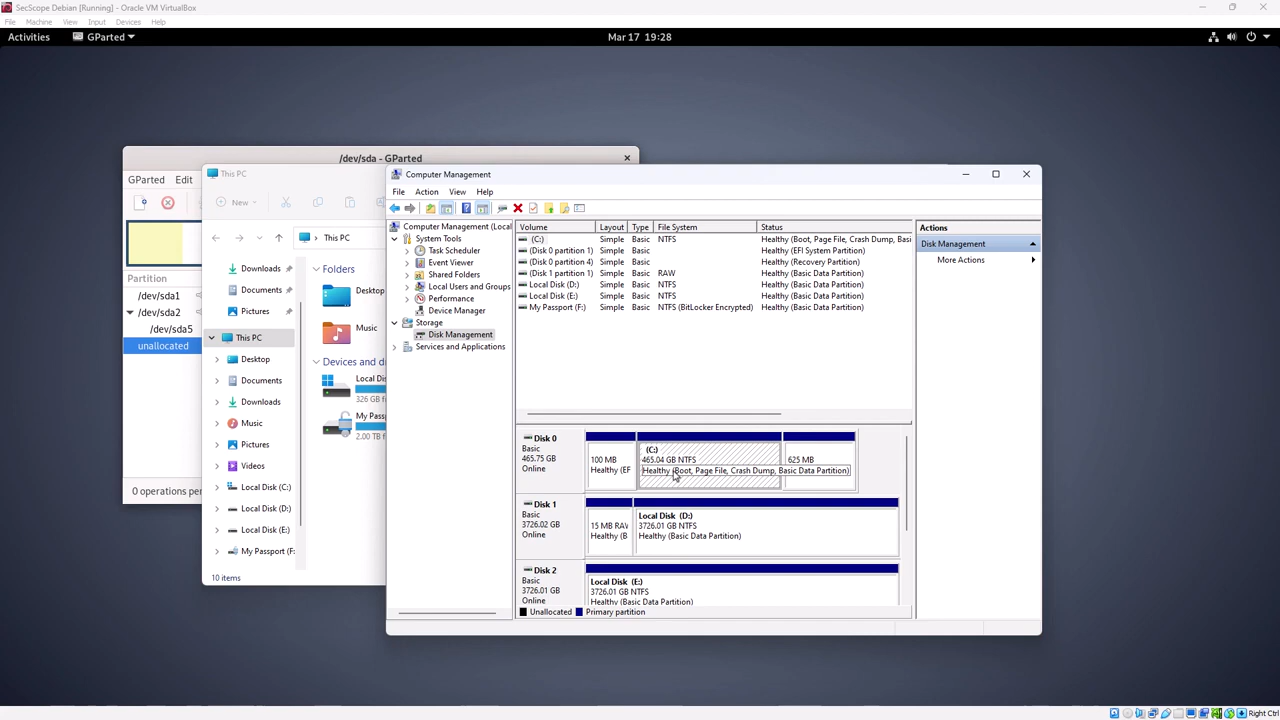 SecScope Debian [Running] - Oracle VM VirtualBox
File Machine View Input Devices Help
Activities GParted Mar 17 19:28
/dev/sda - GParted
GParted Edit
Partition
/dev/sda1
/dev/sda2
/dev/sda5
unallocated
0 operations per
This PC
New
This PC
Downloads
Documents
Pictures
This PC
Desktop
Documents
Downloads
Music
Pictures
Videos
Local Disk (C:)
Local Disk (D:)
Local Disk (E:)
My Passport (F:
10 items
Folders
Desktop
Music
Devices and d
Local Dis
326 GB f
My Passp
2.00 TB f
Computer Management
File Action View Help
Computer Management (Local
System Tools
Task Scheduler
Event Viewer
Shared Folders
Local Users and Groups
Performance
Device Manager
Storage
Disk Management
Services and Applications
Volume Layout Type File System Status
(C:) Simple Basic NTFS Healthy (Boot, Page File, Crash Dump, Basi
(Disk 0 partition 1) Simple Basic Healthy (EFI System Partition)
(Disk 0 partition 4) Simple Basic Healthy (Recovery Partition)
(Disk 1 partition 1) Simple Basic RAW Healthy (Basic Data Partition)
Local Disk (D:) Simple Basic NTFS Healthy (Basic Data Partition)
Local Disk (E:) Simple Basic NTFS Healthy (Basic Data Partition)
My Passport (F:) Simple Basic NTFS (BitLocker Encrypted) Healthy (Basic Data Partition)
Disk 0
Basic
465.75 GB
Online
100 MB
Healthy (EF
(C:)
465.04 GB NTFS
Healthy (Boot, Page File, Crash Dump, Basic Data Partition)
625 MB
Disk 1
Basic
3726.02 GB
Online
15 MB RAW
Healthy (B
Local Disk (D:)
3726.01 GB NTFS
Healthy (Basic Data Partition)
Disk 2
Basic
3726.01 GB
Online
Local Disk (E:)
3726.01 GB NTFS
Healthy (Basic Data Partition)
Unallocated Primary partition
Actions
Disk Management
More Actions
Right Ctrl